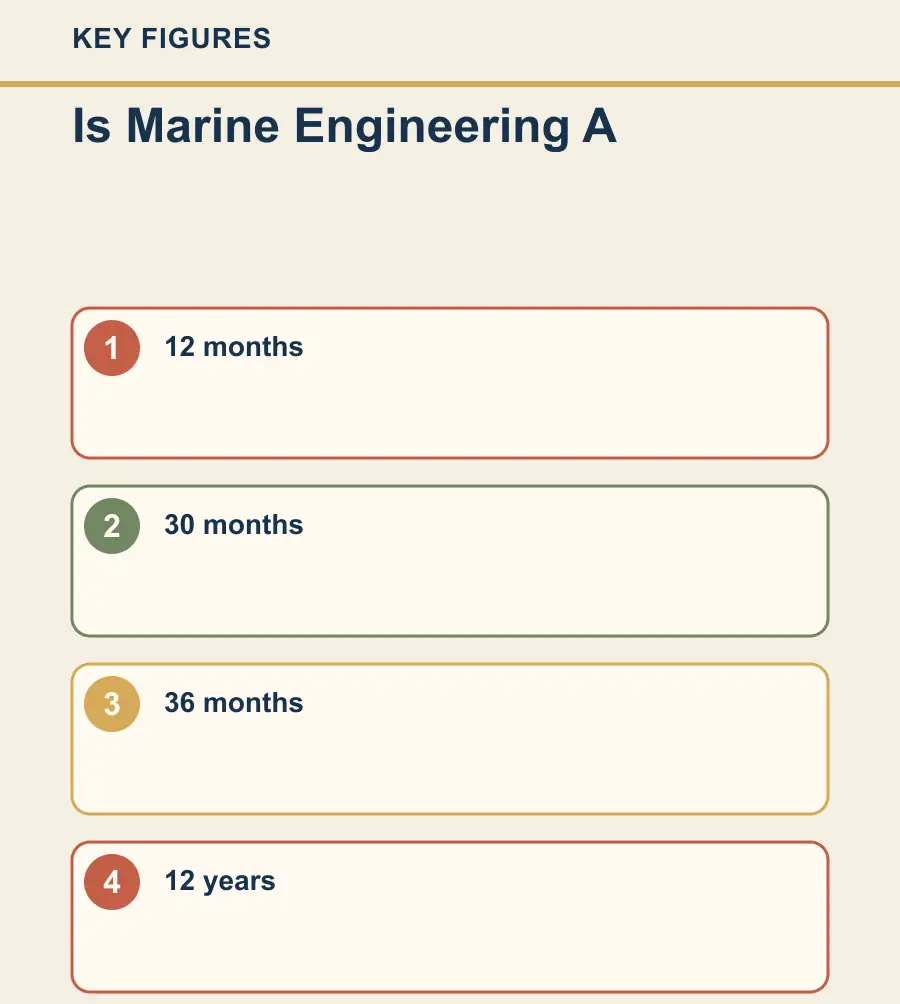 KEY FIGURES
Is Marine Engineering A
1 12 months
2 30 months
3 36 months
4 12 years